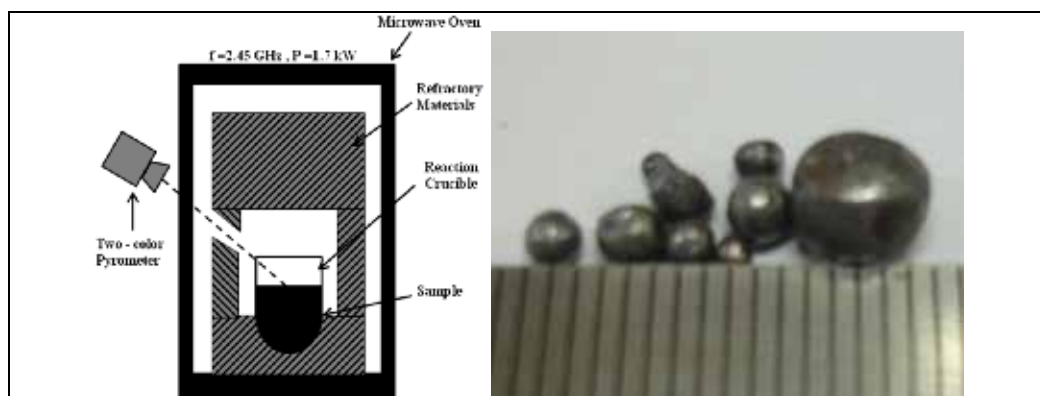 Microwave Oven
f =2.45 GHz , P =1.7 kW
Refractory
Materials
Reaction
Crucible
Two - color
Pyrometer
Sample